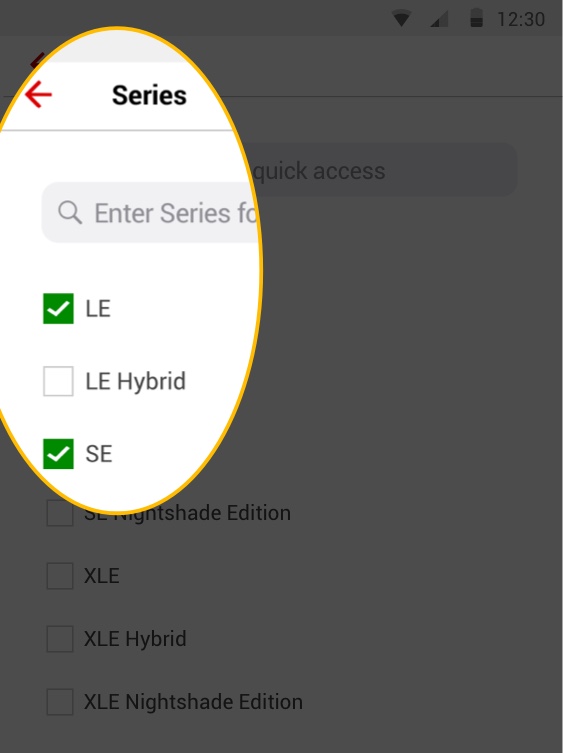 12:30
Series
Enter Series fo quick access
LE
LE Hybrid
SE
SE Nightshade Edition
XLE
XLE Hybrid
XLE Nightshade Edition